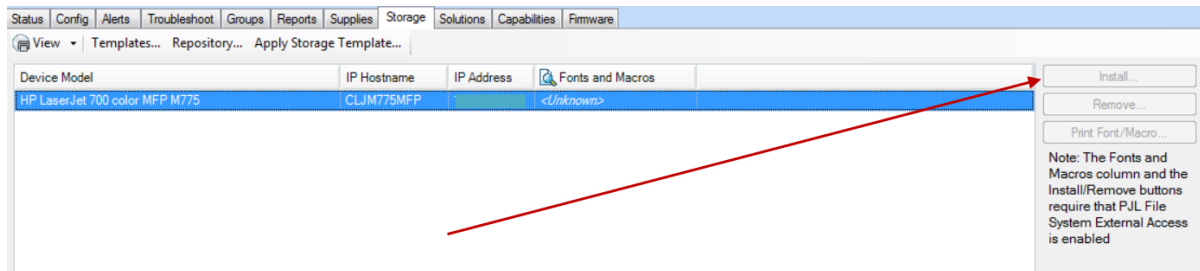 Status Config Alerts Troubleshoot Groups Reports Supplies Storage Solutions Capabilities Firmware
View Templates... Repository... Apply Storage Template...
Device Model IP Hostname IP Address Fonts and Macros
Install...
HP LaserJet 700 color MFP M775 CLJM775MFP <Unknown>
Remove...
Print Font/Macro...
Note: The Fonts and
Macros column and the
Install/Remove buttons
require that PJL File
System External Access
is enabled